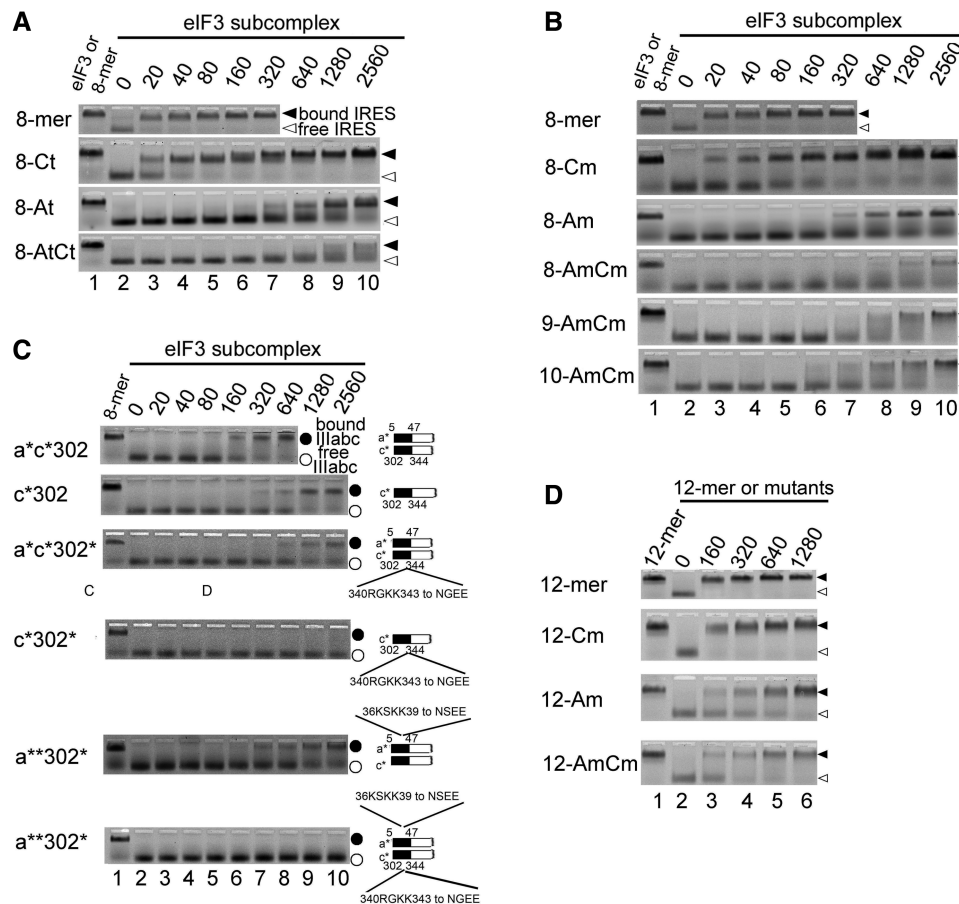 A
eIF3 subcomplex
eIF3 or
8-mer
0 20 40 80 160 320 640 1280 2560
8-mer
bound IRES
free IRES
8-Ct
8-At
8-AtCt
1 2 3 4 5 6 7 8 9 10
B
eIF3 subcomplex
eIF3 or
8-mer
0 20 40 80 160 320 640 1280 2560
8-mer
8-Cm
8-Am
8-AmCm
9-AmCm
10-AmCm
1 2 3 4 5 6 7 8 9 10
C
eIF3 subcomplex
8-mer
0 20 40 80 160 320 640 1280 2560
a*c*302
bound
IIIabc
free
IIIabc
5 47
a*
c*
302 344
c*302
c*
302 344
a*c*302*
5 47
a*
c*
302 344
340RGKK343 to NGEE
C D
c*302*
c*
302 344
340RGKK343 to NGEE
36KSKK39 to NSEE
a**302*
5 47
a*
c*
36KSKK39 to NSEE
a**302*
5 47
a*
c*
302 344
340RGKK343 to NGEE
1 2 3 4 5 6 7 8 9 10
D
12-mer or mutants
12-mer
0 160 320 640 1280
12-mer
12-Cm
12-Am
12-AmCm
1 2 3 4 5 6